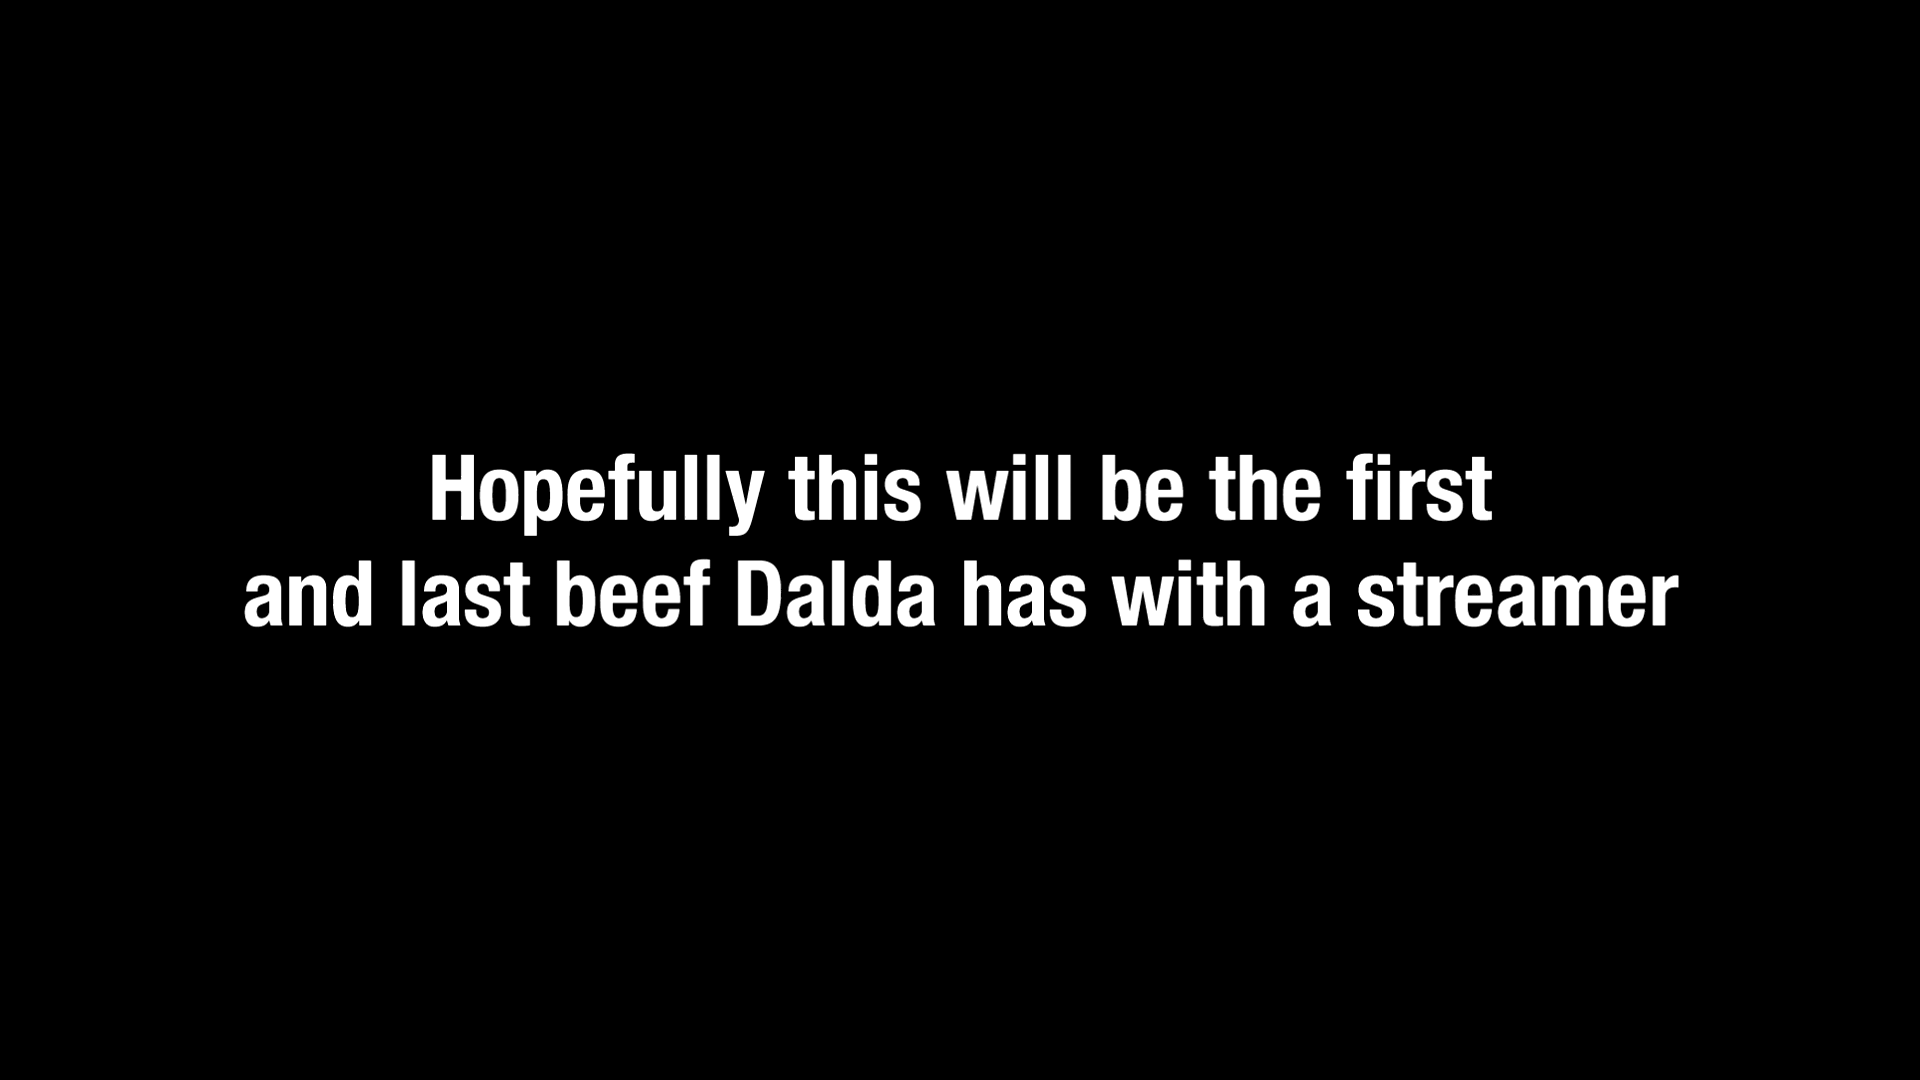 Hopefully this will be the first
and last beef Dalda has with a streamer